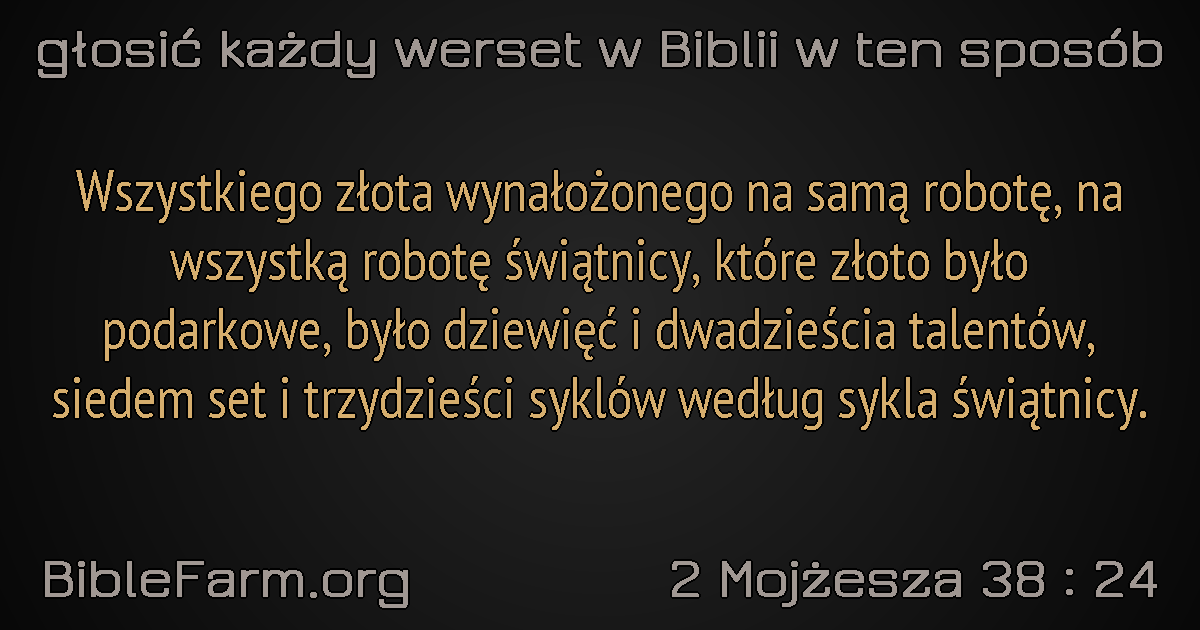 głosić każdy werset w Biblii w ten sposób
Wszystkiego złota wynałożonego na samą robotę, na
wszystką robotę świątnicy, które złoto było
podarkowe, było dziewięć i dwadzieścia talentów,
siedem set i trzydzieści syklów według sykla świątnicy.
BibleFarm.org
2 Mojżesza 38 : 24